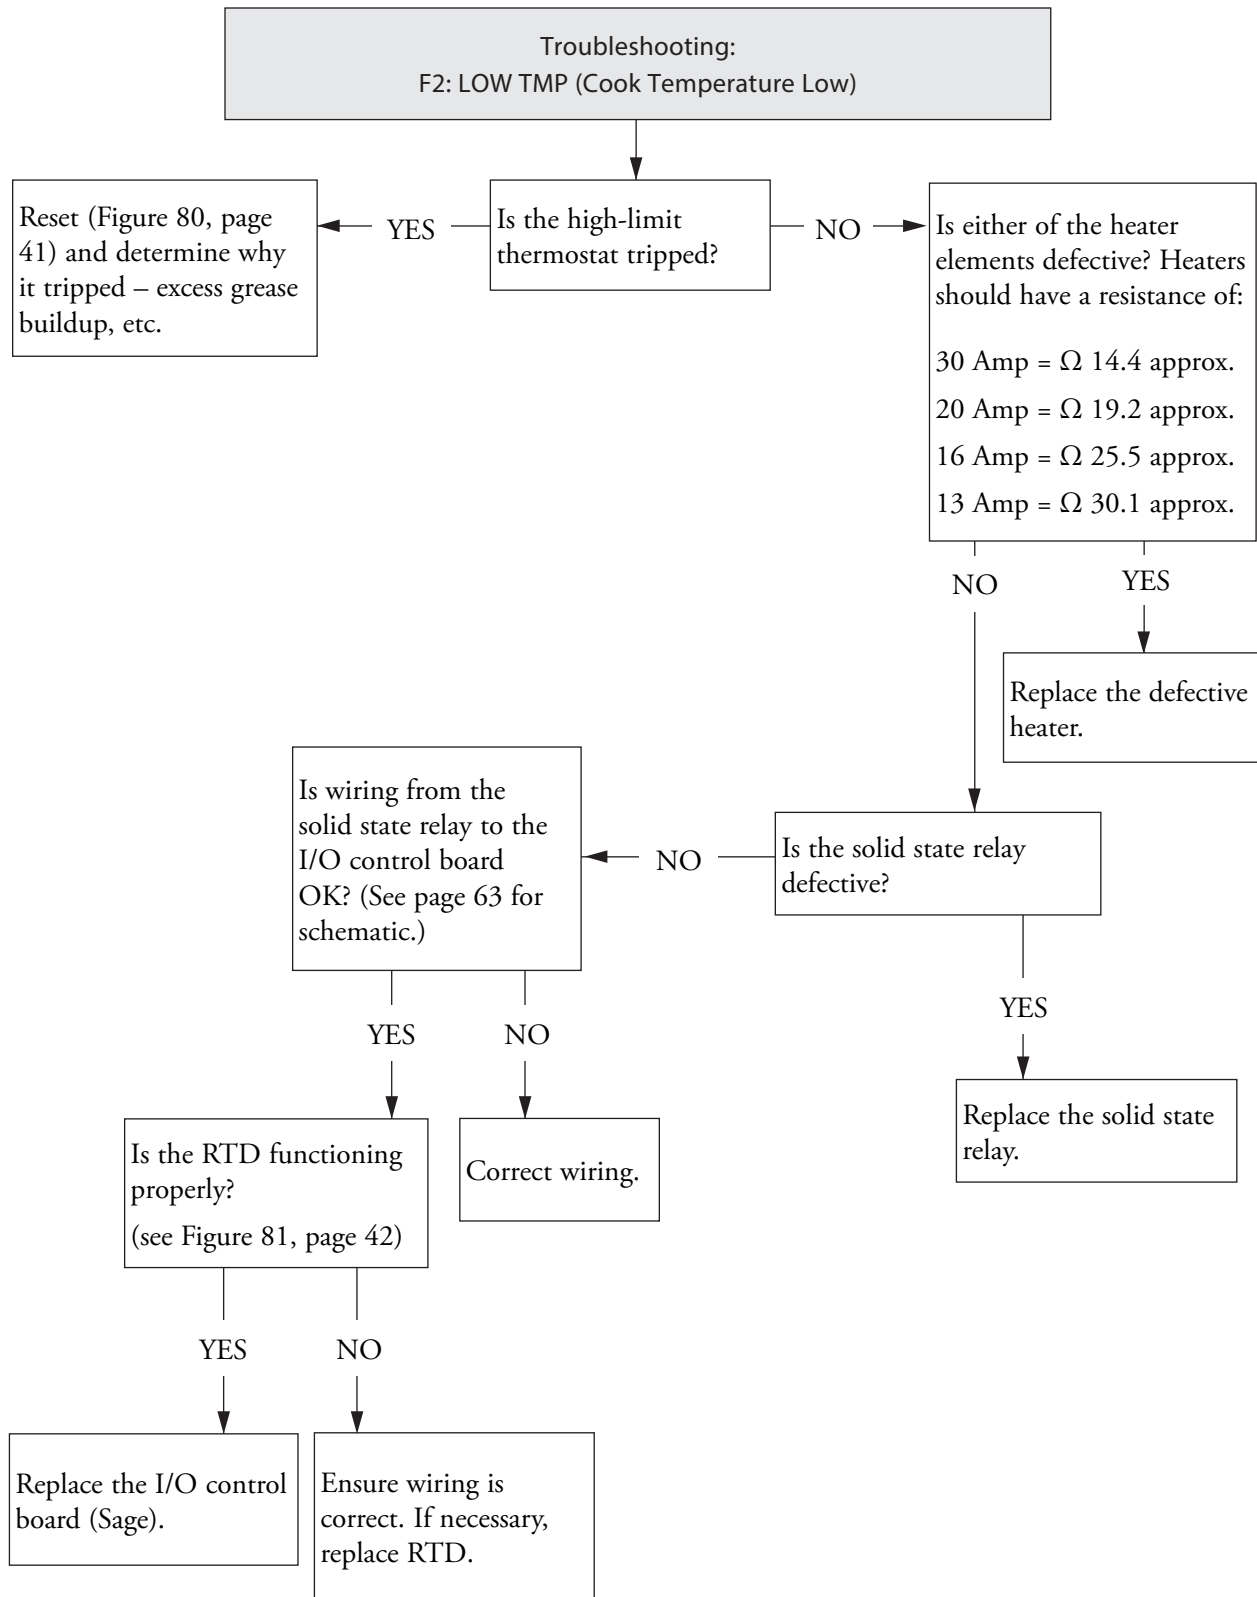 Troubleshooting:
F2: LOW TMP (Cook Temperature Low)
Reset (Figure 80, page
41) and determine why
it tripped – excess grease
buildup, etc.
YES
Is the high-limit
thermostat tripped?
NO
Is either of the heater
elements defective? Heaters
should have a resistance of:
30 Amp = Ω 14.4 approx.
20 Amp = Ω 19.2 approx.
16 Amp = Ω 25.5 approx.
13 Amp = Ω 30.1 approx.
NO
YES
Replace the defective
heater.
Is wiring from the
solid state relay to the
I/O control board
OK? (See page 63 for
schematic.)
NO
Is the solid state relay
defective?
YES
NO
YES
Is the RTD functioning
properly?
(see Figure 81, page 42)
Correct wiring.
Replace the solid state
relay.
YES
NO
Replace the I/O control
board (Sage).
Ensure wiring is
correct. If necessary,
replace RTD.